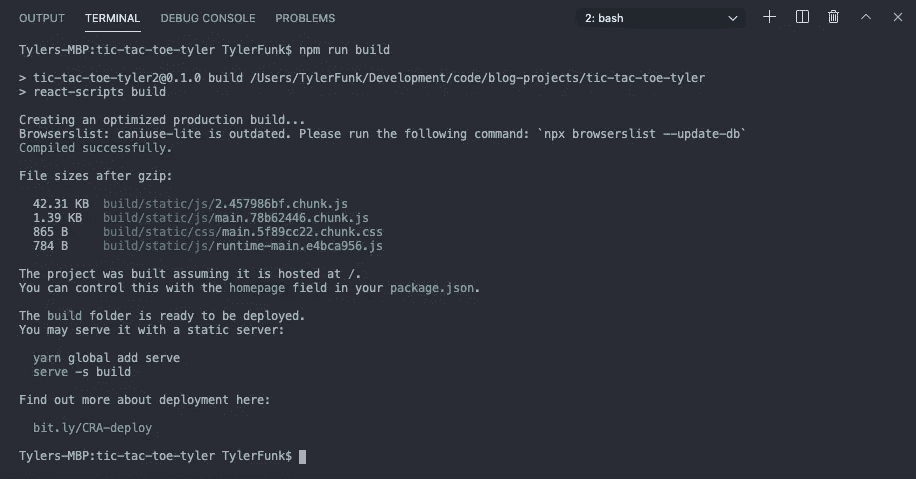 OUTPUT TERMINAL DEBUG CONSOLE PROBLEMS 2: bash
Tylers-MBP:tic-tac-toe-tyler TylerFunk$ npm run build
> tic-tac-toe-tyler2@0.1.0 build /Users/TylerFunk/Development/code/blog-projects/tic-tac-toe-tyler
> react-scripts build
Creating an optimized production build...
Browserslist: caniuse-lite is outdated. Please run the following command: `npx browserslist --update-db`
Compiled successfully.
File sizes after gzip:
42.31 KB build/static/js/2.457986bf.chunk.js
1.39 KB build/static/js/main.78b62446.chunk.js
865 B build/static/css/main.5f89cc22.chunk.css
784 B build/static/js/runtime-main.e4bca956.js
The project was built assuming it is hosted at /.
You can control this with the homepage field in your package.json.
The build folder is ready to be deployed.
You may serve it with a static server:
yarn global add serve
serve -s build
Find out more about deployment here:
bit.ly/CRA-deploy
Tylers-MBP:tic-tac-toe-tyler TylerFunk$